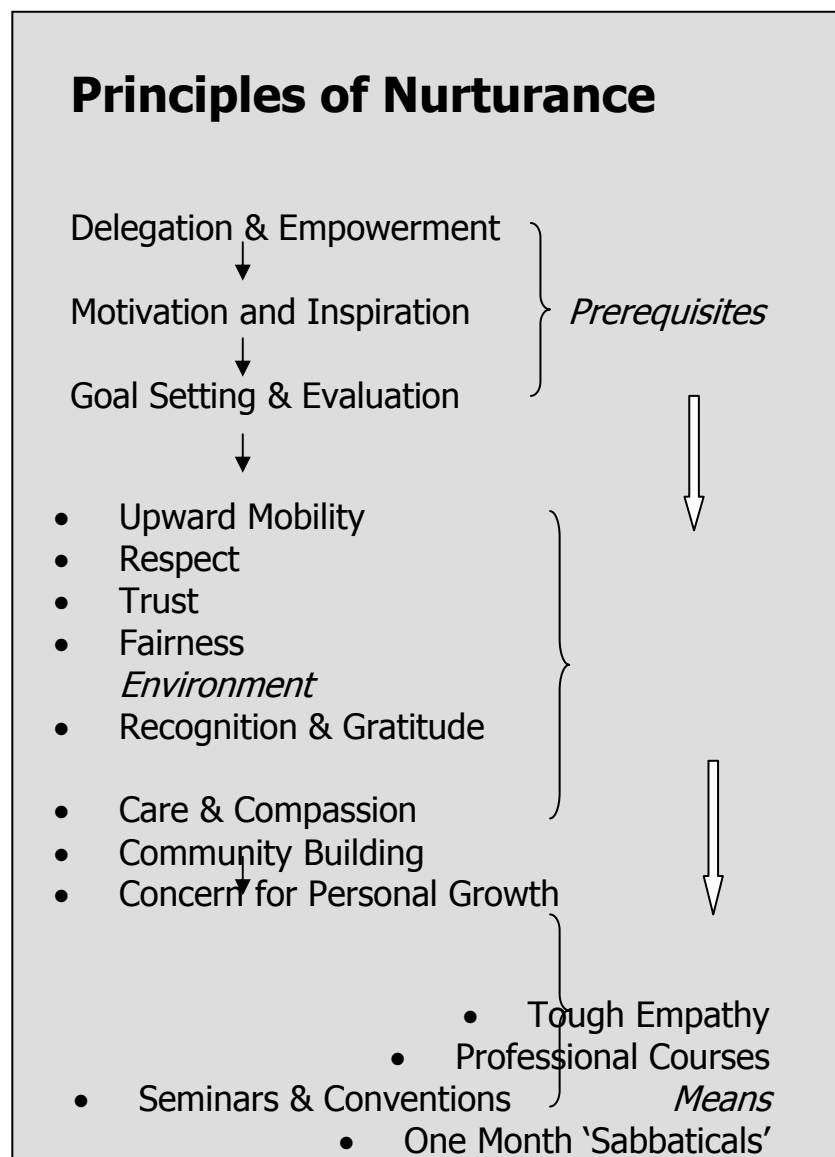 Principles of Nurturance
Delegation & Empowerment
Motivation and Inspiration Prerequisites
Goal Setting & Evaluation
• Upward Mobility
• Respect
• Trust
• Fairness
Environment
• Recognition & Gratitude
• Care & Compassion
• Community Building
• Concern for Personal Growth
• Tough Empathy
• Professional Courses
• Seminars & Conventions Means
• One Month ‘Sabbaticals’